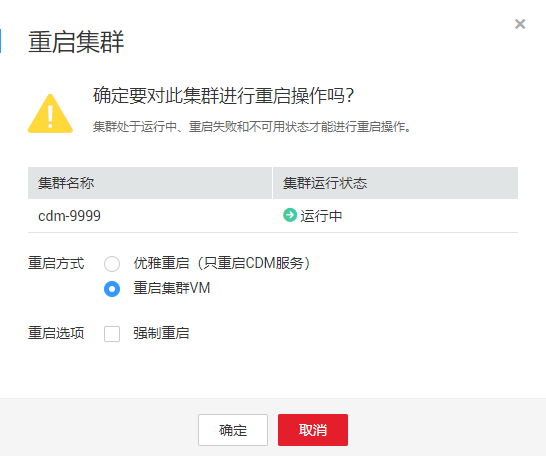 重启集群
确定要对此集群进行重启操作吗?
集群处于运行中、重启失败和不可用状态才能进行重启操作。
集群名称 集群运行状态
cdm-9999 运行中
重启方式 优雅重启（只重启CDM服务）
重启集群VM
重启选项 强制重启
确定 取消